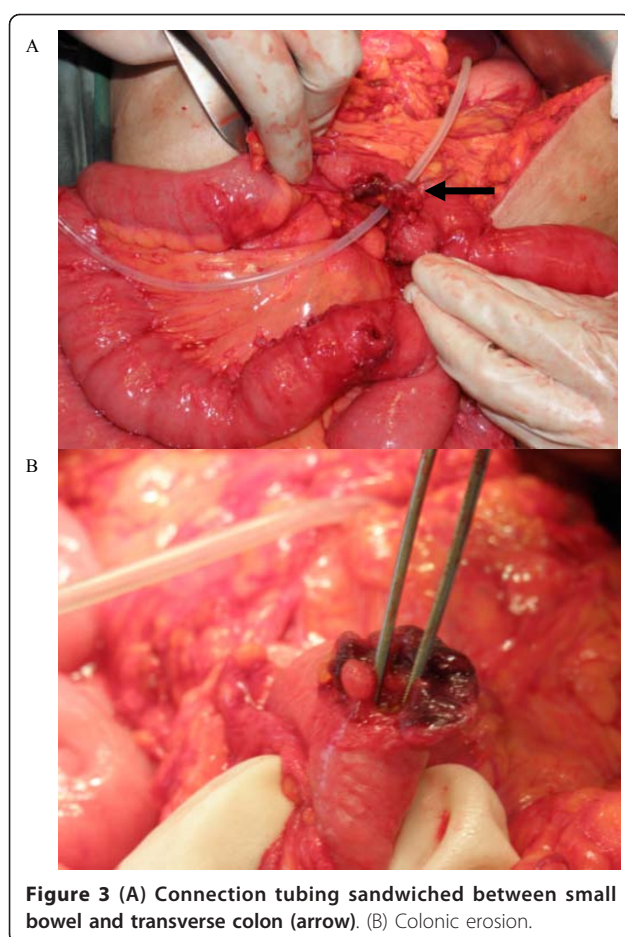 A
B
Figure 3 (A) Connection tubing sandwiched between small
bowel and transverse colon (arrow). (B) Colonic erosion.